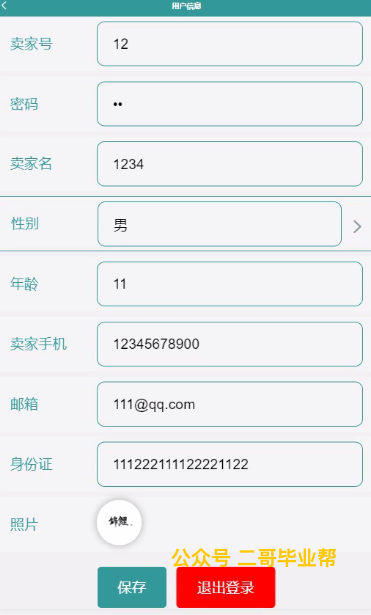 用户信息
卖家号 12
密码 ••
卖家名 1234
性别 男
年龄 11
卖家手机 12345678900
邮箱 111@qq.com
身份证 111222111122221122
照片 锦鲤
公众号 二哥毕业帮
保存 退出登录